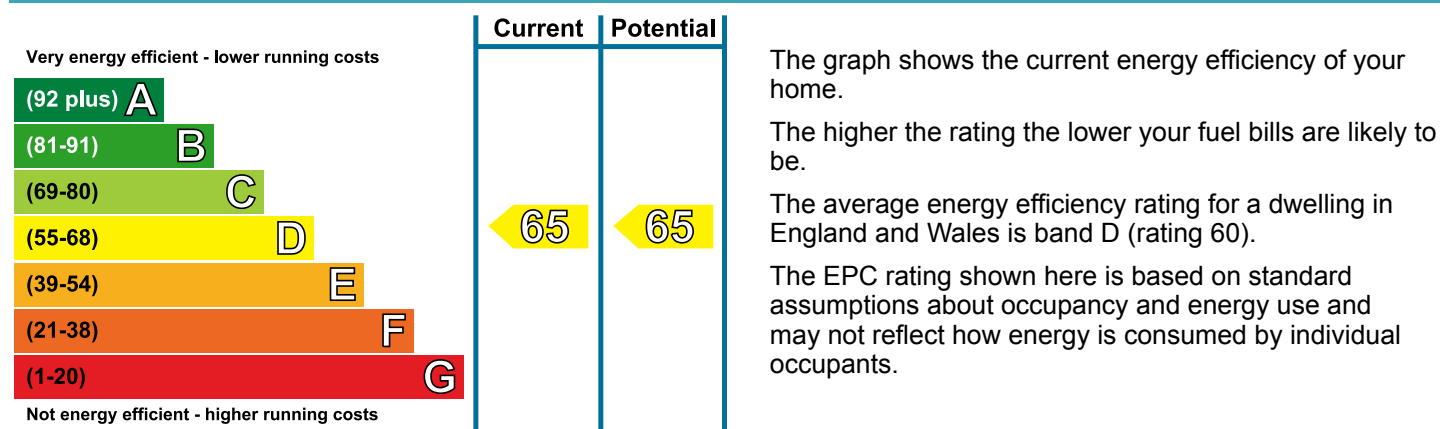 Current Potential
Very energy efficient - lower running costs
(92 plus) A
(81-91) B
(69-80) C
(55-68) D
65 65
(39-54) E
(21-38) F
(1-20) G
Not energy efficient - higher running costs
The graph shows the current energy efficiency of your
home.
The higher the rating the lower your fuel bills are likely to
be.
The average energy efficiency rating for a dwelling in
England and Wales is band D (rating 60).
The EPC rating shown here is based on standard
assumptions about occupancy and energy use and
may not reflect how energy is consumed by individual
occupants.